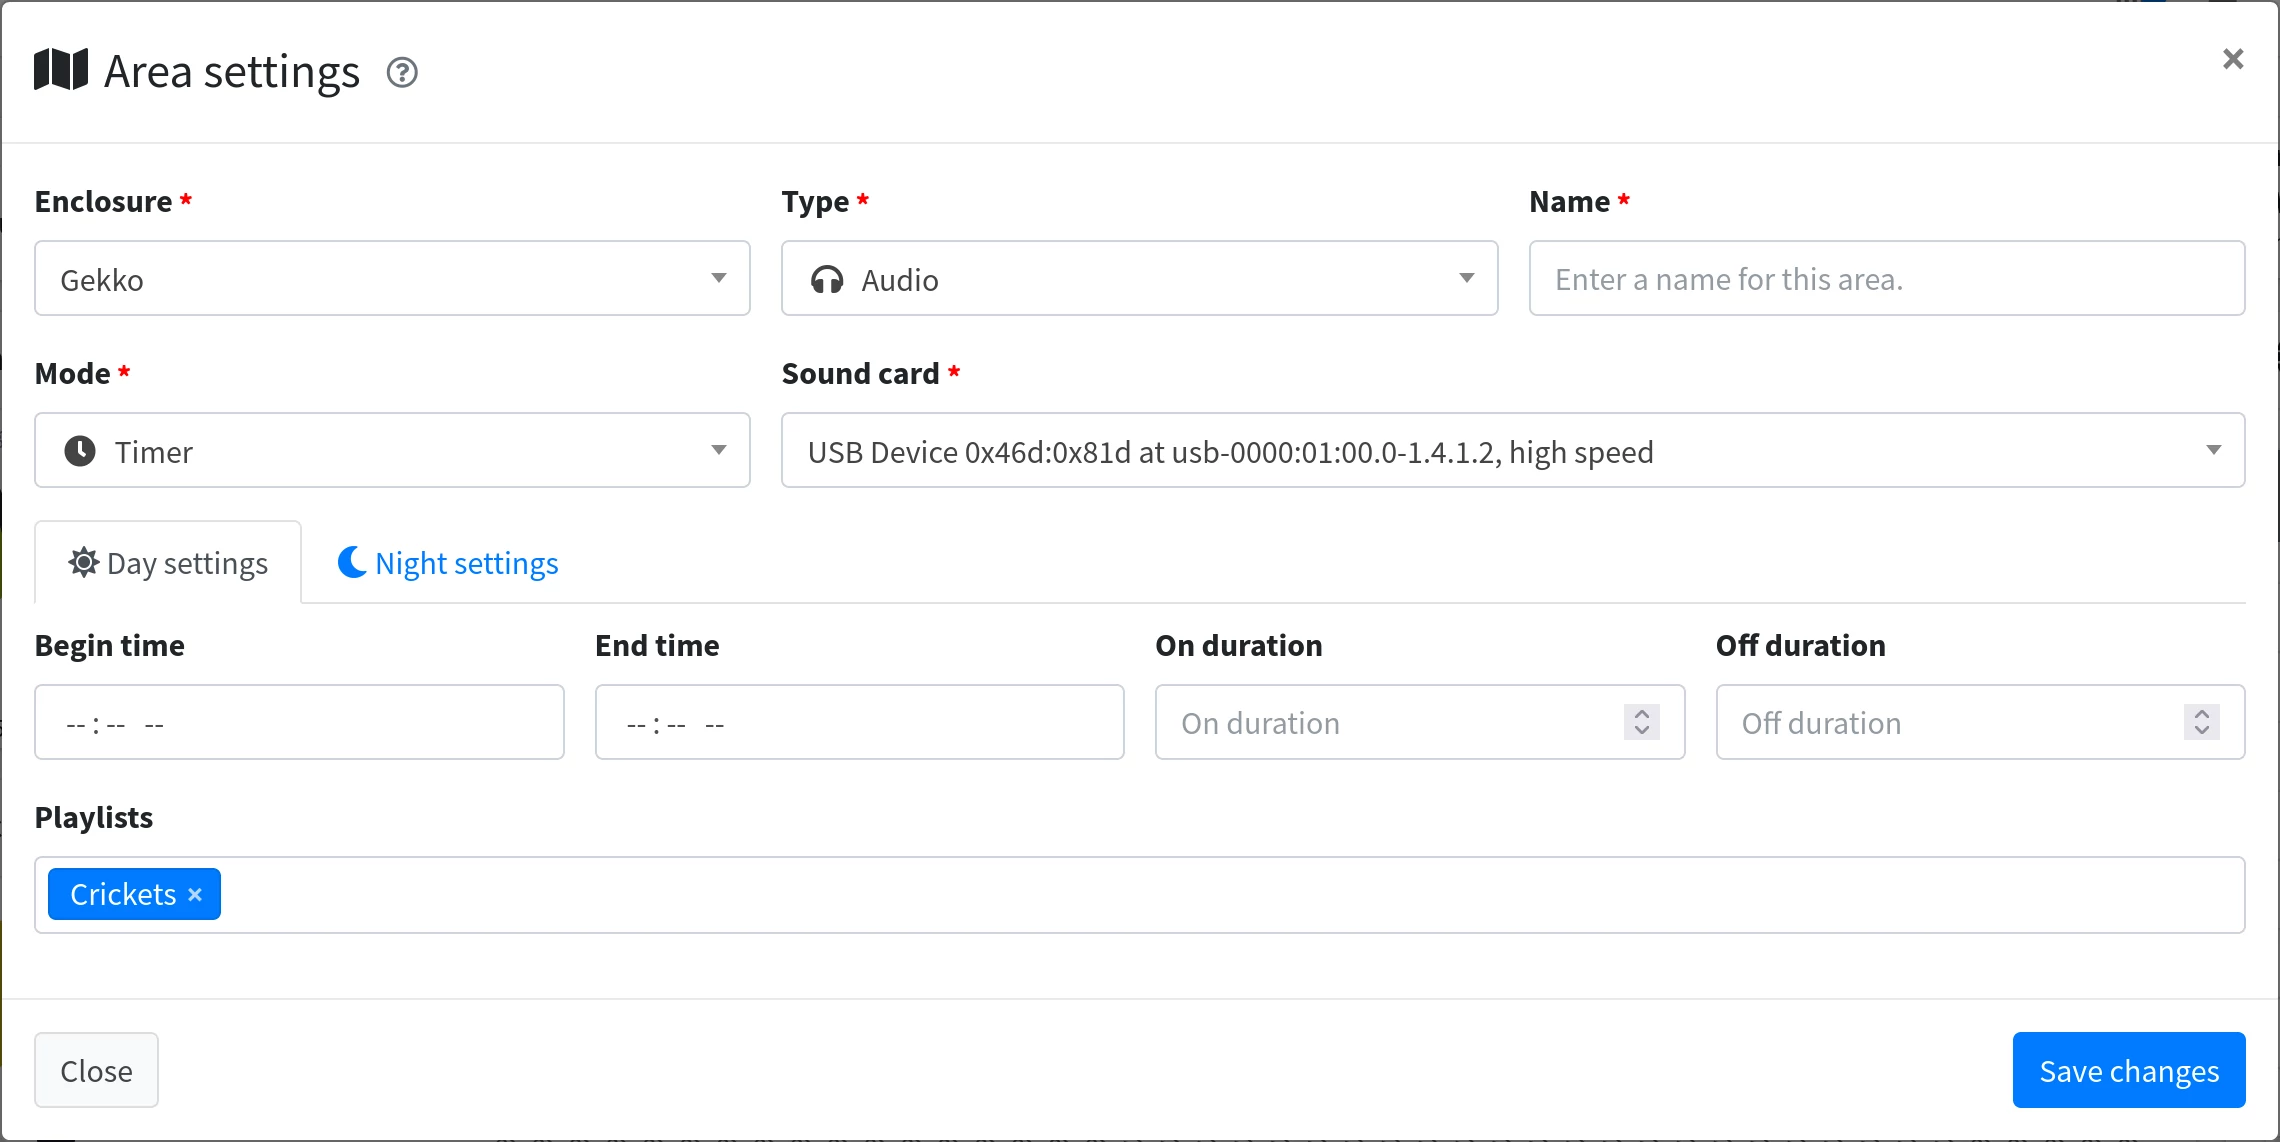 Area settings
Enclosure * Type * Name *
Gekko Audio Enter a name for this area.
Mode * Sound card *
Timer USB Device 0x46d:0x81d at usb-0000:01:00.0-1.4.1.2, high speed
Day settings Night settings
Begin time End time On duration Off duration
-- : -- -- -- : -- -- On duration Off duration
Playlists
Crickets ×
Close Save changes